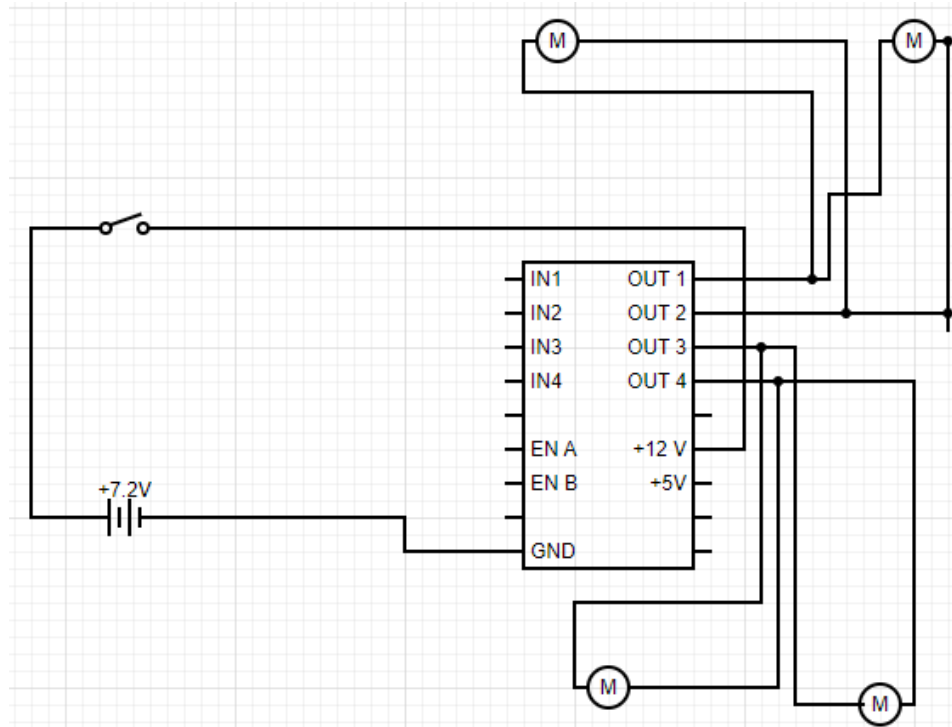 M M
IN1 OUT 1
IN2 OUT 2
IN3 OUT 3
IN4 OUT 4
EN A +12 V
+7.2V EN B +5V
GND
M
M